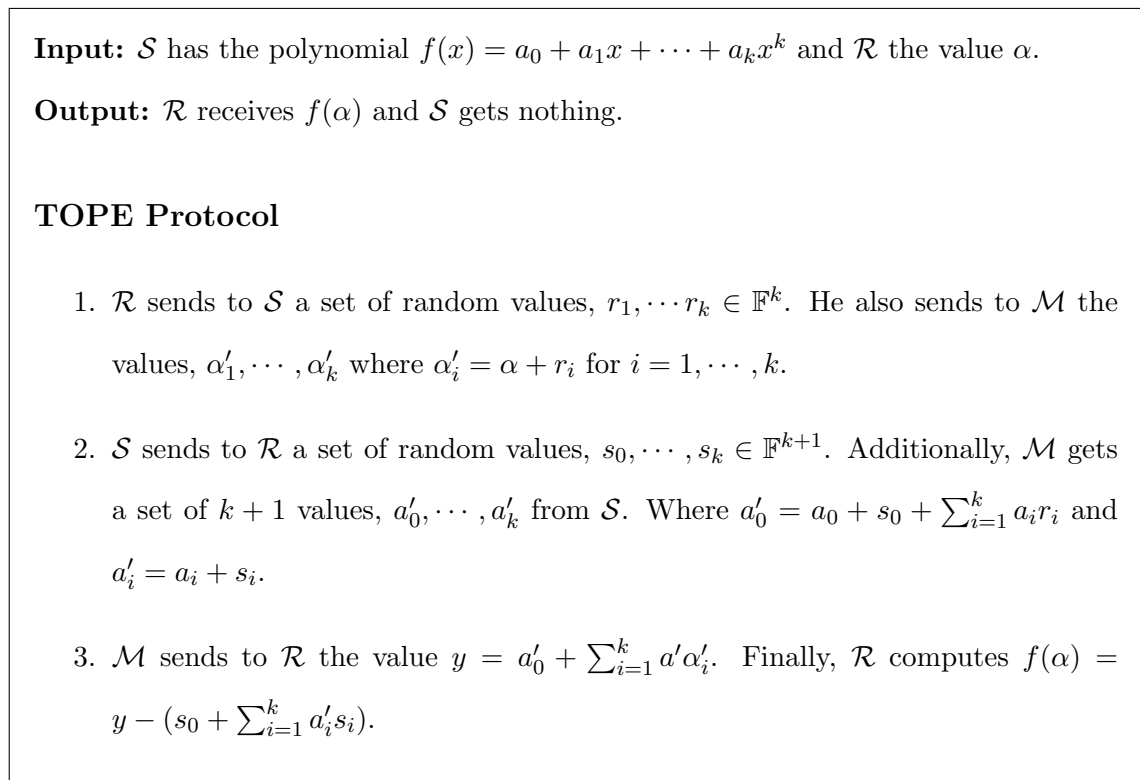 Input: 𝒮 has the polynomial f(x) = a₀ + a₁x + ⋯ + aₖxᵏ and ℛ the value α.
Output: ℛ receives f(α) and 𝒮 gets nothing.
TOPE Protocol
1. ℛ sends to 𝒮 a set of random values, r₁, ⋯ rₖ ∈ 𝔽ᵏ. He also sends to ℳ the
values, α′₁, ⋯ , α′ₖ where α′ᵢ = α + rᵢ for i = 1, ⋯ , k.
2. 𝒮 sends to ℛ a set of random values, s₀, ⋯ , sₖ ∈ 𝔽ᵏ⁺¹. Additionally, ℳ gets
a set of k + 1 values, a′₀, ⋯ , a′ₖ from 𝒮. Where a′₀ = a₀ + s₀ + ∑ᵏᵢ₌₁ aᵢrᵢ and
a′ᵢ = aᵢ + sᵢ.
3. ℳ sends to ℛ the value y = a′₀ + ∑ᵏᵢ₌₁ a′α′ᵢ. Finally, ℛ computes f(α) =
y − (s₀ + ∑ᵏᵢ₌₁ a′ᵢsᵢ).